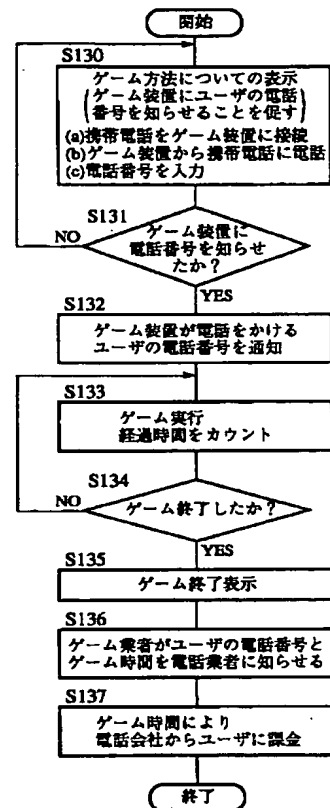 開始
S130
ゲーム方法についての表示
(ゲーム装置にユーザの電話
番号を知らせることを促す)
(a)携帯電話をゲーム装置に接続
(b)ゲーム装置から携帯電話に電話
(c)電話番号を入力
S131
ゲーム装置に
電話番号を知らせ
たか?
NO
YES
S132
ゲーム装置が電話をかける
ユーザの電話番号を通知
S133
ゲーム実行
経過時間をカウント
S134
ゲーム終了したか?
NO
YES
S135
ゲーム終了表示
S136
ゲーム業者がユーザの電話番号と
ゲーム時間を電話業者に知らせる
S137
ゲーム時間により
電話会社からユーザに課金
終了